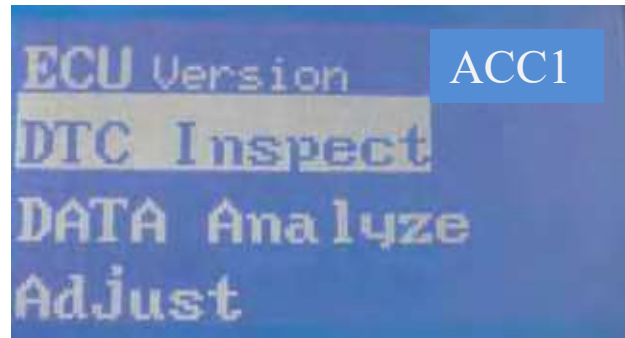 ECU Version
ACC1
DTC Inspect
DATA Analyze
Adjust